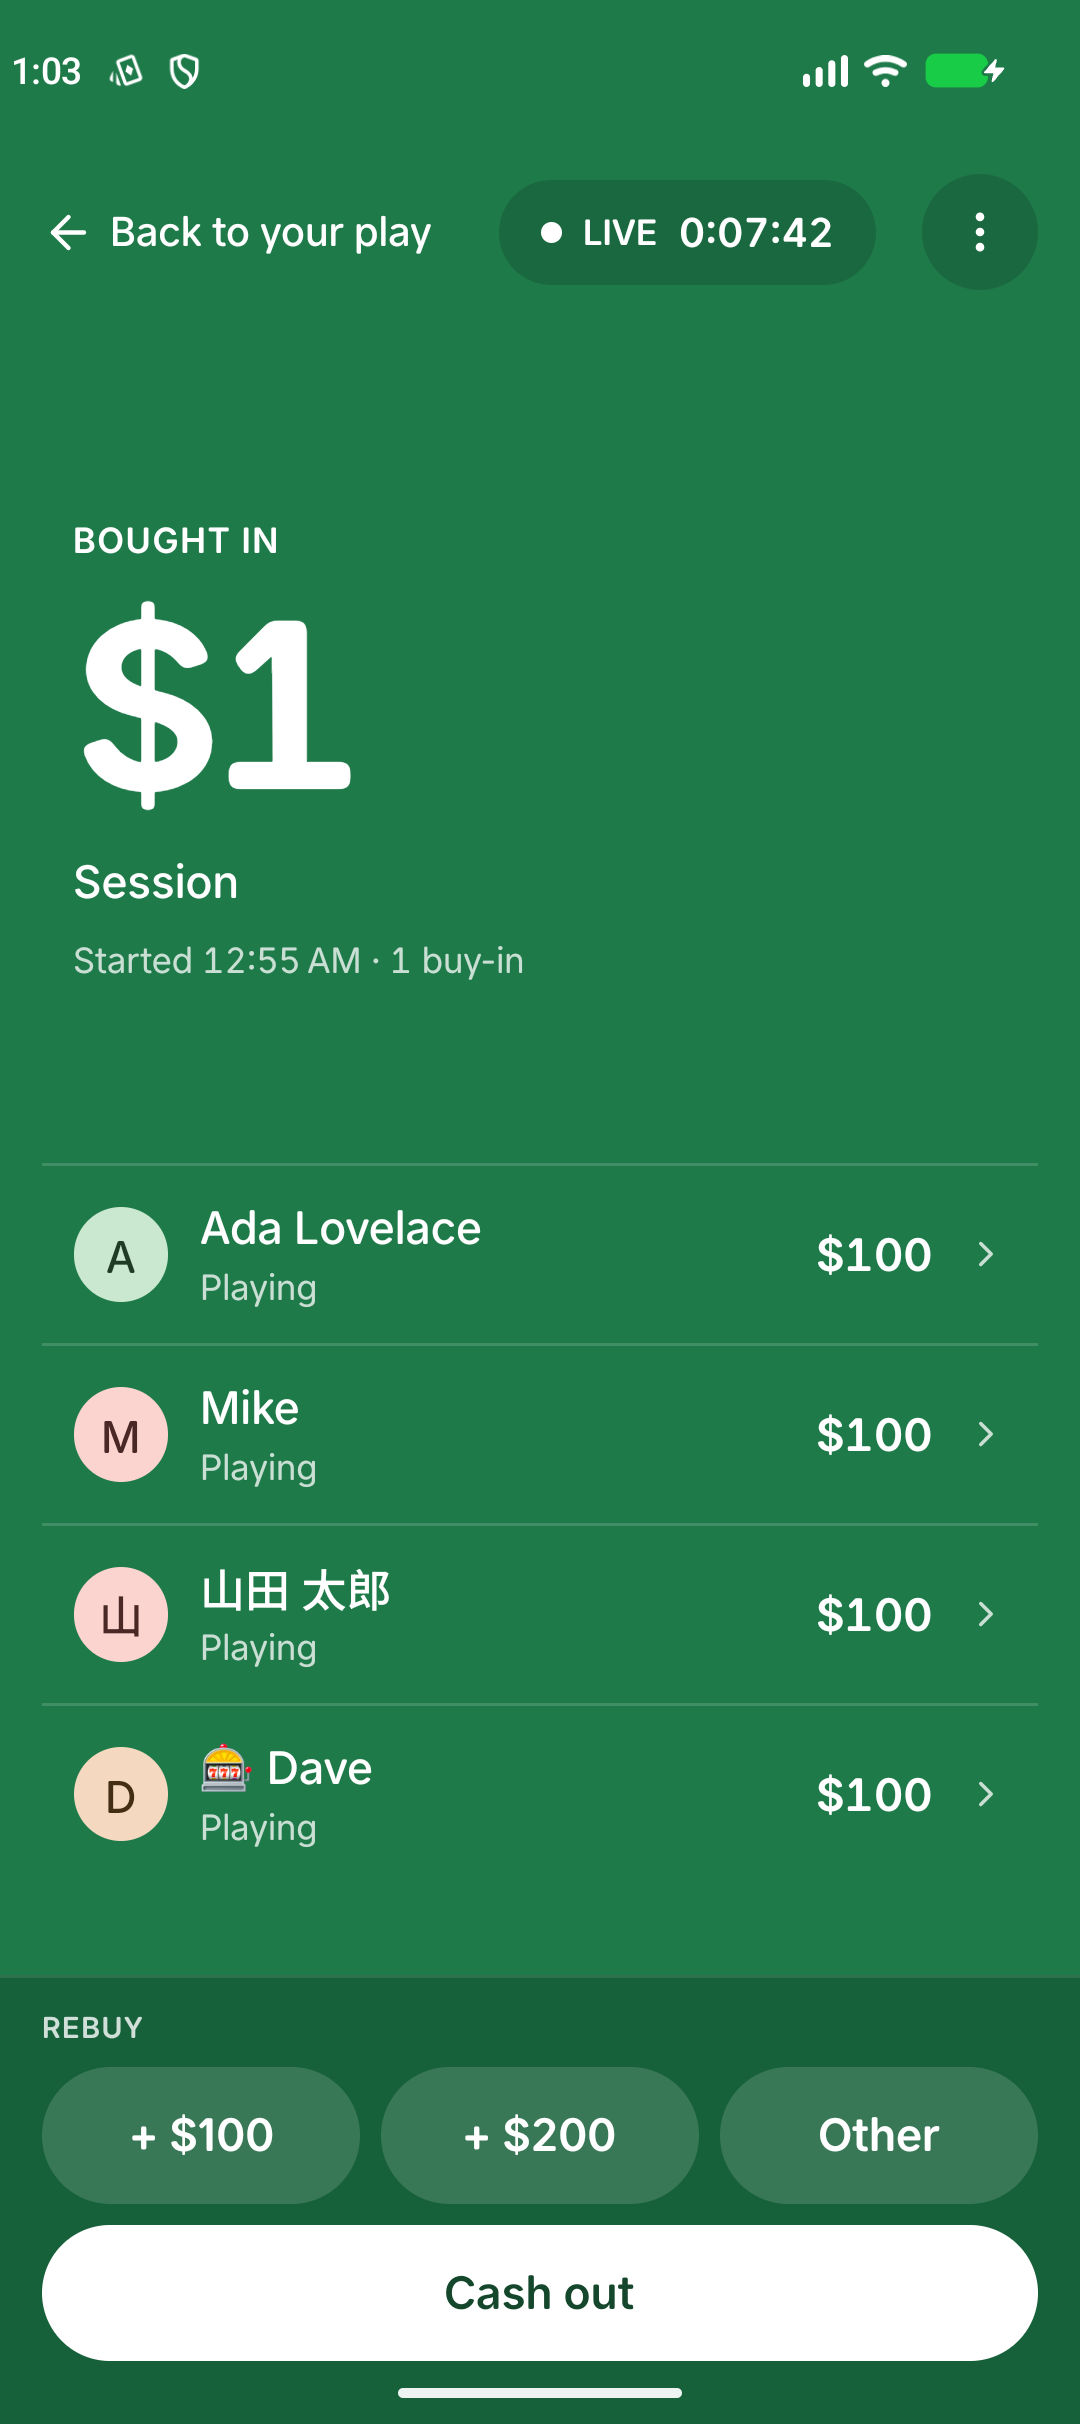 1:03
Back to your play
LIVE 0:07:42
BOUGHT IN
$1
Session
Started 12:55 AM · 1 buy-in
A
Ada Lovelace
Playing
$100
M
Mike
Playing
$100
山
山田 太郎
Playing
$100
D
🎰 Dave
Playing
$100
REBUY
+ $100
+ $200
Other
Cash out